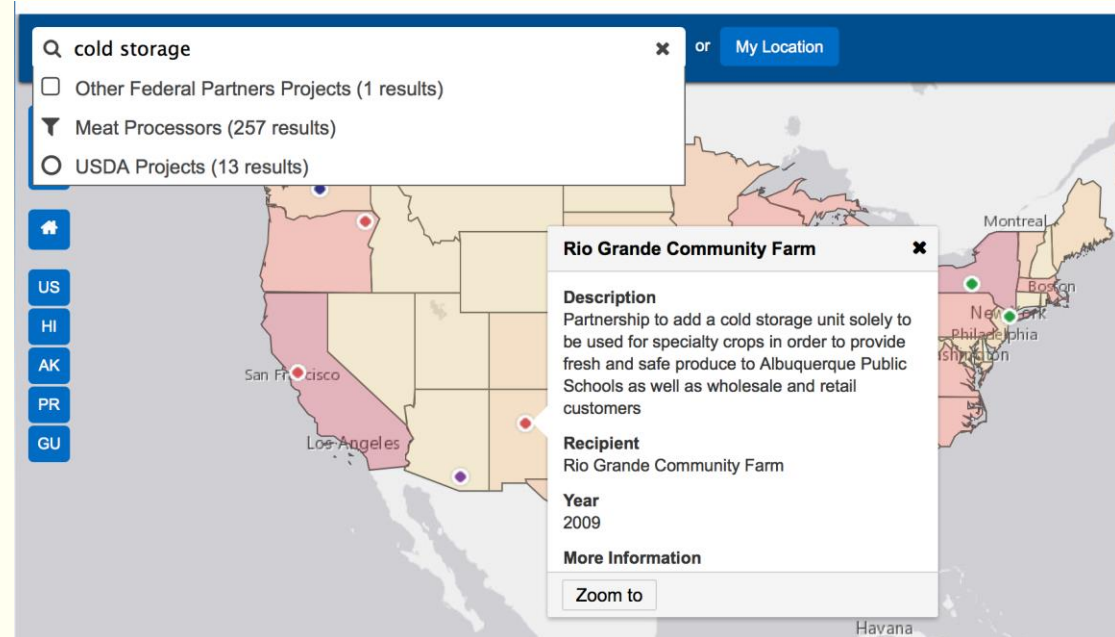 cold storage
or
My Location
Other Federal Partners Projects (1 results)
Meat Processors (257 results)
USDA Projects (13 results)
US
HI
AK
PR
GU
Montreal
Boston
New York
Philadelphia
San Francisco
Los Angeles
Rio Grande Community Farm
Description
Partnership to add a cold storage unit solely to
be used for specialty crops in order to provide
fresh and safe produce to Albuquerque Public
Schools as well as wholesale and retail
customers
Recipient
Rio Grande Community Farm
Year
2009
More Information
Zoom to
Havana